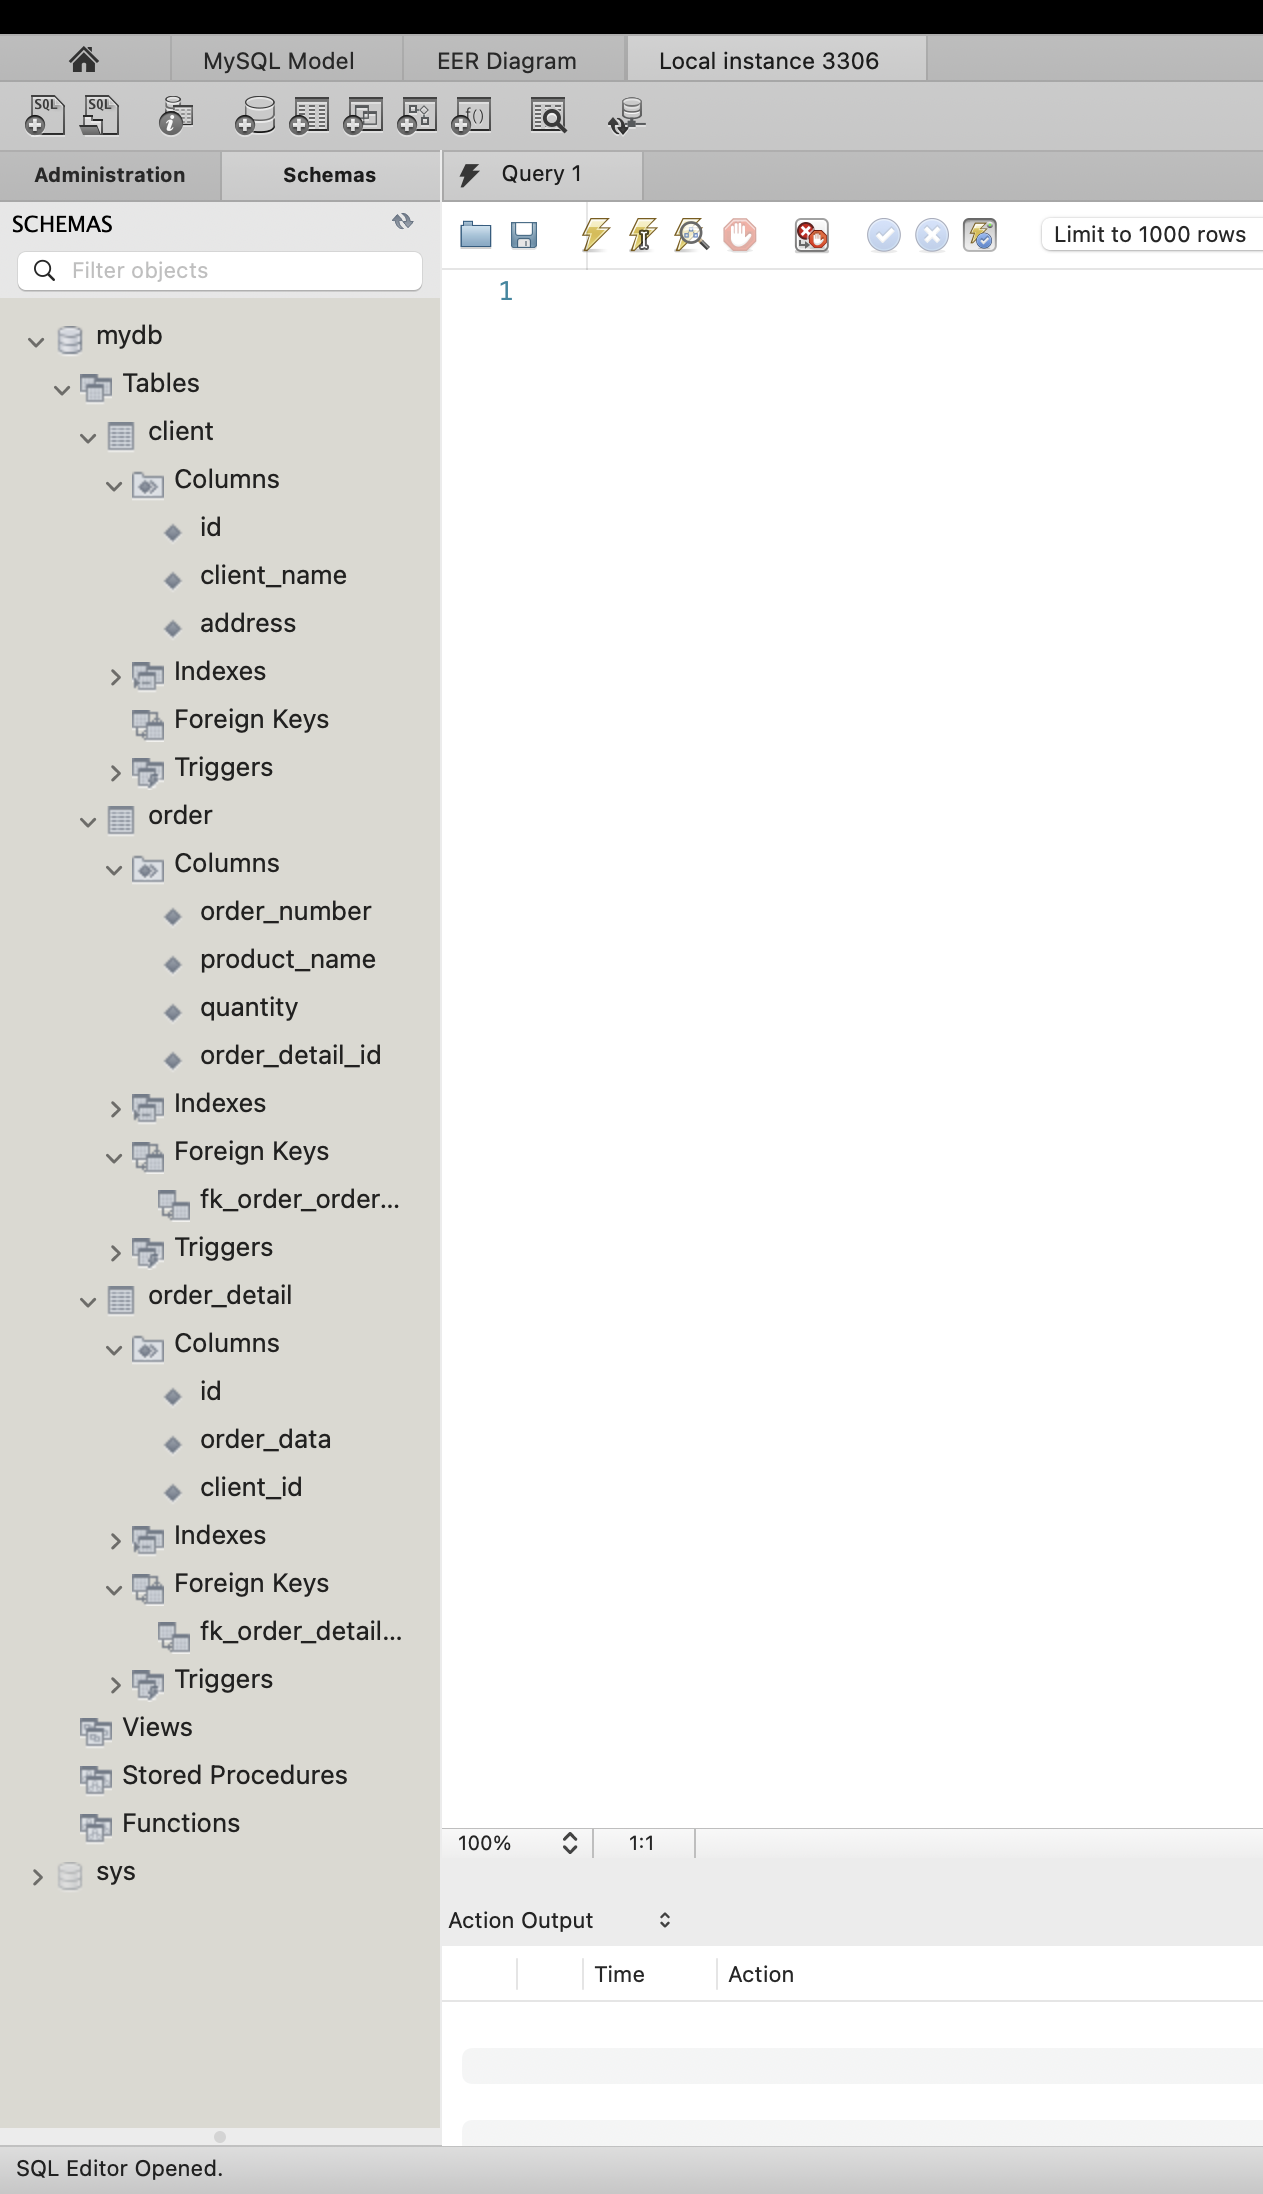 MySQL Model
EER Diagram
Local instance 3306
SQL
SQL
f()
Administration
Schemas
Query 1
SCHEMAS
Limit to 1000 rows
Filter objects
1
mydb
Tables
client
Columns
id
client_name
address
Indexes
Foreign Keys
Triggers
order
Columns
order_number
product_name
quantity
order_detail_id
Indexes
Foreign Keys
fk_order_order...
Triggers
order_detail
Columns
id
order_data
client_id
Indexes
Foreign Keys
fk_order_detail...
Triggers
Views
Stored Procedures
Functions
sys
100%
1:1
Action Output
Time
Action
SQL Editor Opened.